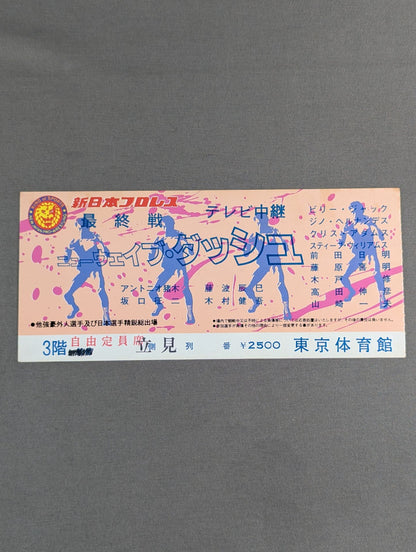 新日本プロレス
最終戦
テレビ中継
ニューウェイブ・ダッシュ
アントニオ猪木
藤波辰巳
坂口征二
木村健吾
ビリー・ジャック
ジノ・ヘルナンデス
クリス・アダムス
スティーブ・ウィリアムス
前田日明
藤原喜明
木戸修
高田伸彦
山崎一夫
●他強豪外人選手及び日本選手精鋭総出場
3階
自由定員席
立見
側
列
番
¥2500
東京体育館